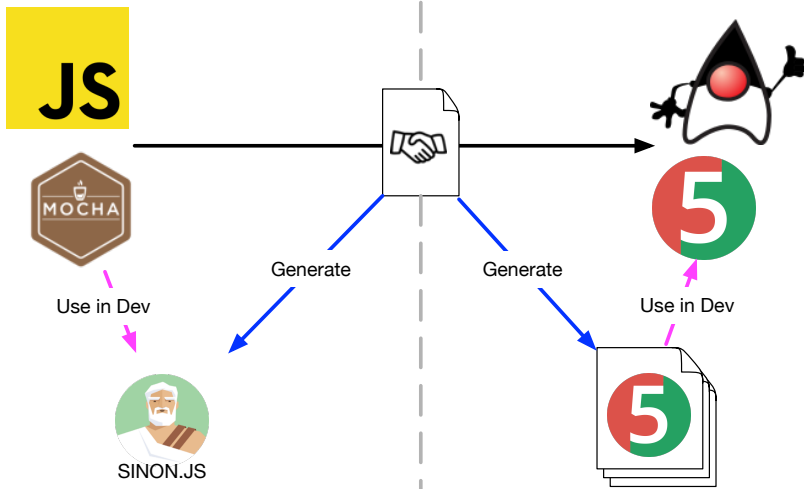 JS
MOCHA
5
Generate
Generate
Use in Dev
Use in Dev
5
SINON.JS